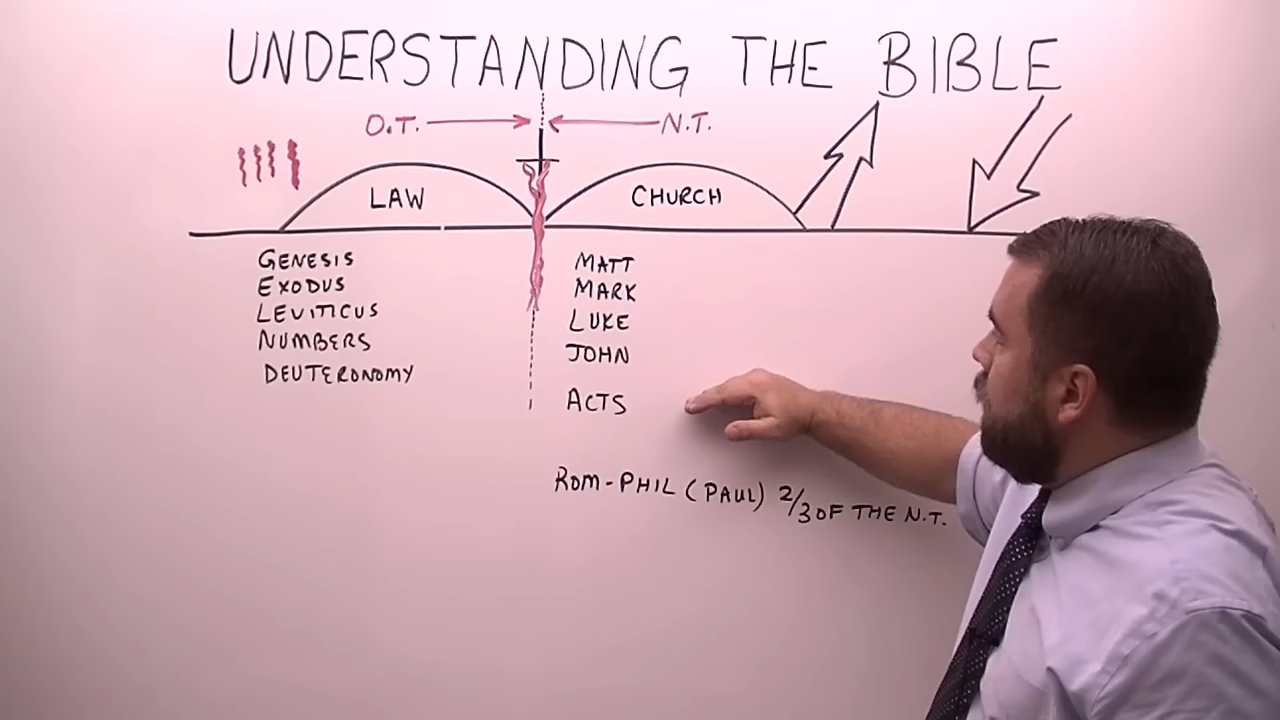 UNDERSTANDING THE BIBLE
O.T. N.T.
LAW CHURCH
GENESIS
EXODUS
LEVITICUS
NUMBERS
DEUTERONOMY
MATT
MARK
LUKE
JOHN
ACTS
ROM-PHIL (PAUL) 2/3 OF THE N.T.